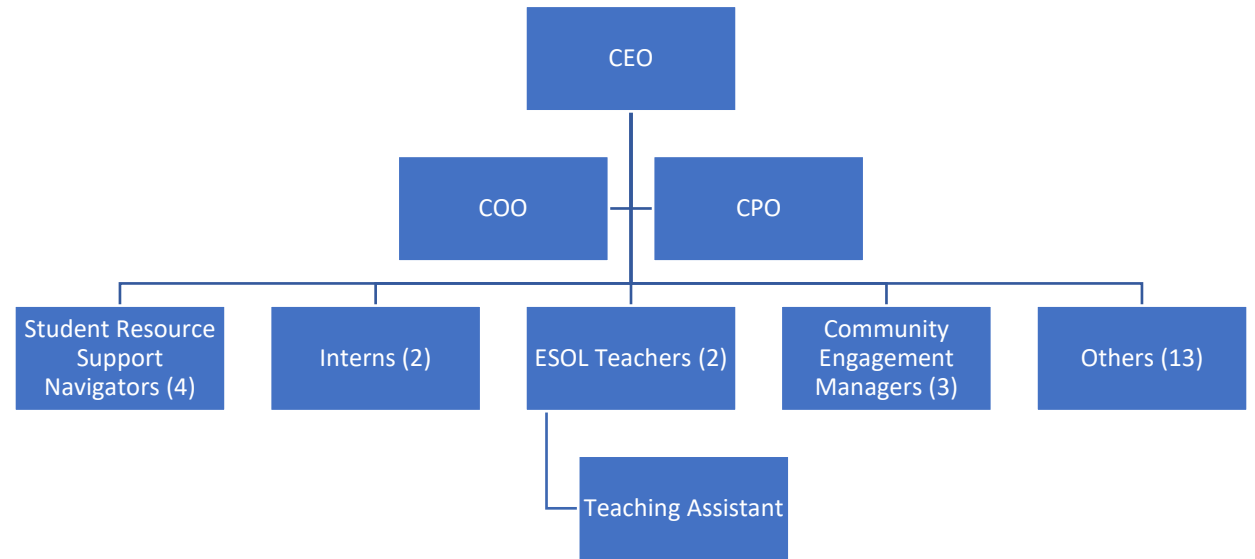 CEO
COO
CPO
Student Resource
Support
Navigators (4)
Interns (2)
ESOL Teachers (2)
Community
Engagement
Managers (3)
Others (13)
Teaching Assistant